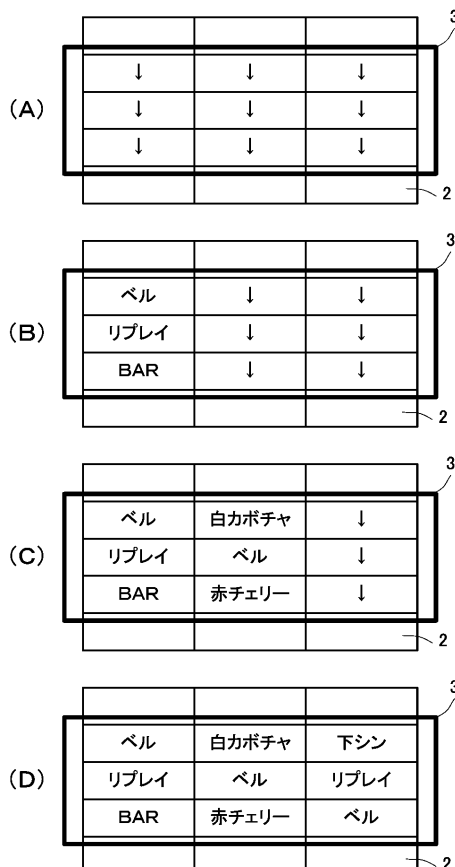 3
(A)
↓ ↓ ↓
↓ ↓ ↓
↓ ↓ ↓
2
3
(B)
ベル ↓ ↓
リプレイ ↓ ↓
BAR ↓ ↓
2
3
(C)
ベル 白カボチャ ↓
リプレイ ベル ↓
BAR 赤チェリー ↓
2
3
(D)
ベル 白カボチャ 下シン
リプレイ ベル リプレイ
BAR 赤チェリー ベル
2